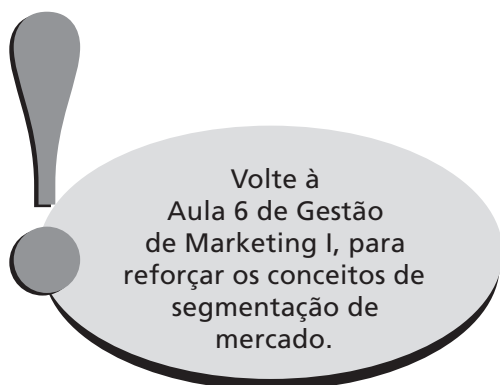 Volte à
Aula 6 de Gestão
de Marketing I, para
reforçar os conceitos de
segmentação de
mercado.